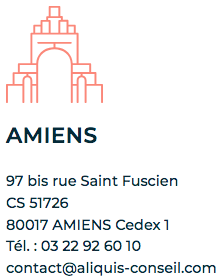 AMIENS
97 bis rue Saint Fuscien
CS 51726
80017 AMIENS Cedex 1
Tél. : 03 22 92 60 10
contact@aliquis-conseil.com